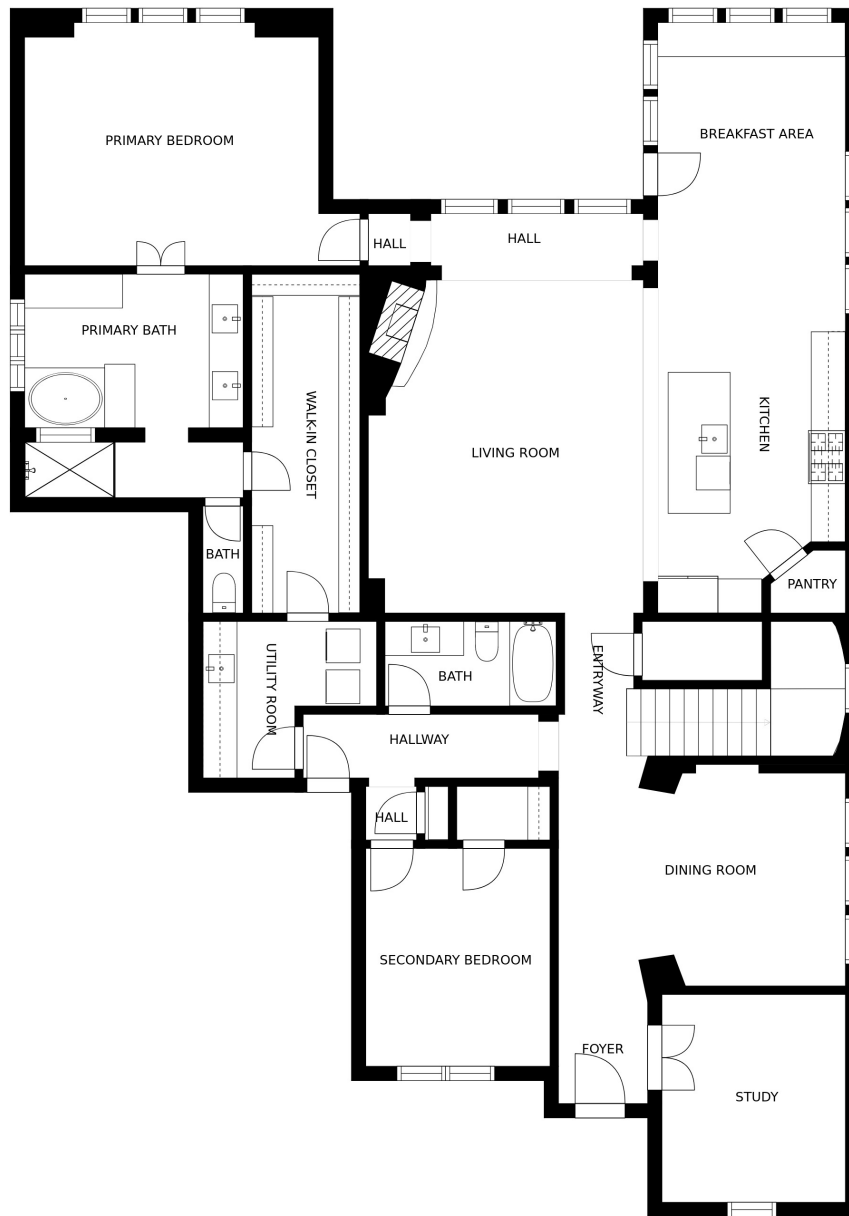 PRIMARY BEDROOM
BREAKFAST AREA
HALL
HALL
PRIMARY BATH
WALK-IN CLOSET
LIVING ROOM
KITCHEN
BATH
PANTRY
UTILITY ROOM
BATH
ENTRYWAY
HALLWAY
HALL
DINING ROOM
SECONDARY BEDROOM
FOYER
STUDY